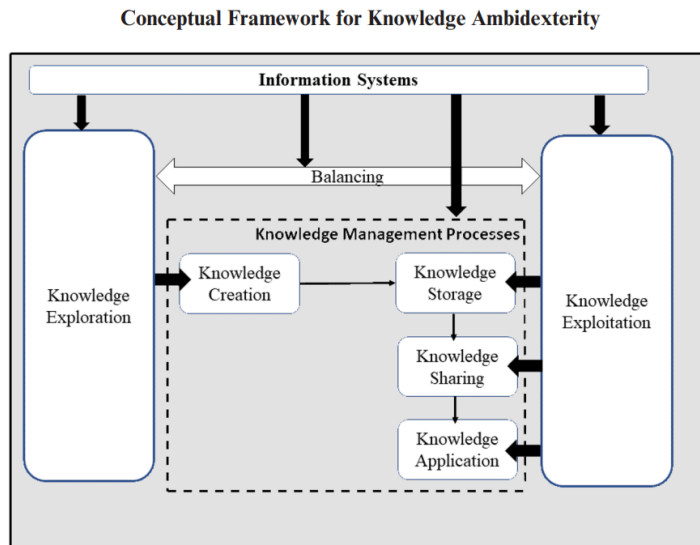 Conceptual Framework for Knowledge Ambidexterity
Information Systems
Balancing
Knowledge Management Processes
Knowledge
Exploration
Knowledge
Creation
Knowledge
Storage
Knowledge
Sharing
Knowledge
Application
Knowledge
Exploitation